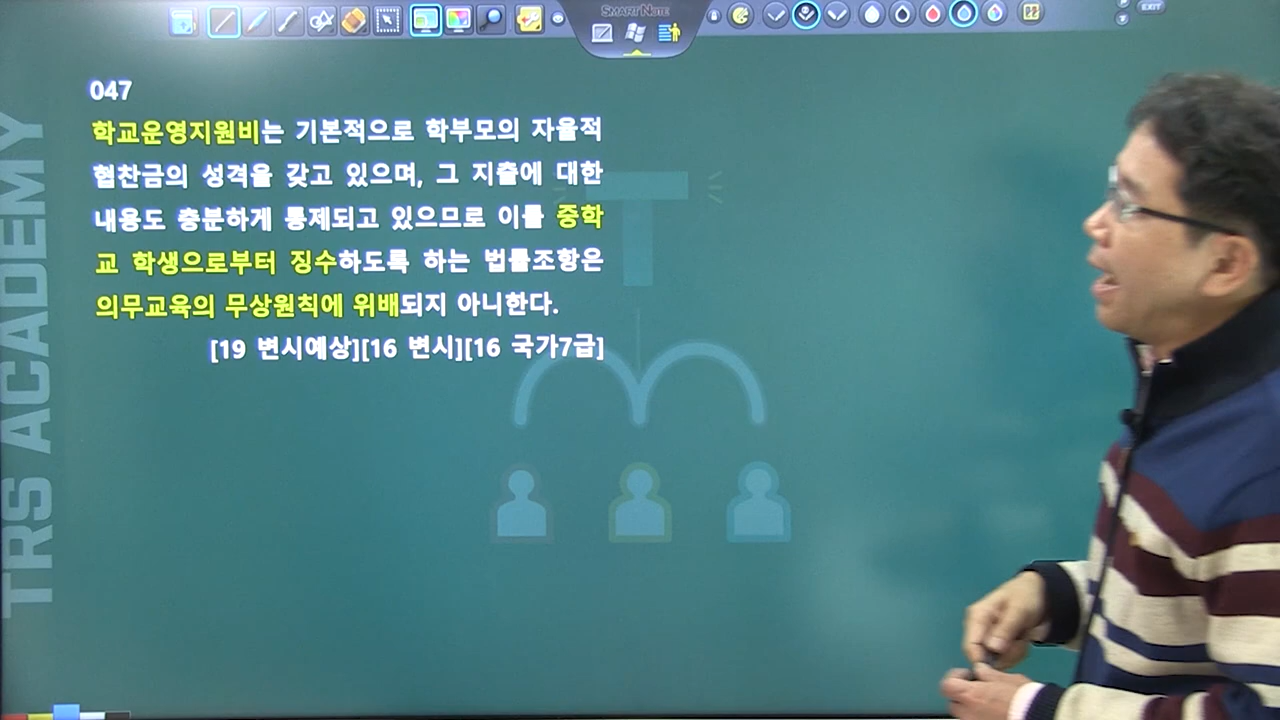 SMARTNOTE
EXIT
047
학교운영지원비는 기본적으로 학부모의 자율적
협찬금의 성격을 갖고 있으며, 그 지출에 대한
내용도 충분하게 통제되고 있으므로 이를 중학
교 학생으로부터 징수하도록 하는 법률조항은
의무교육의 무상원칙에 위배되지 아니한다.
[19 변시예상][16 변시][16 국가7급]
TRS ACADEMY